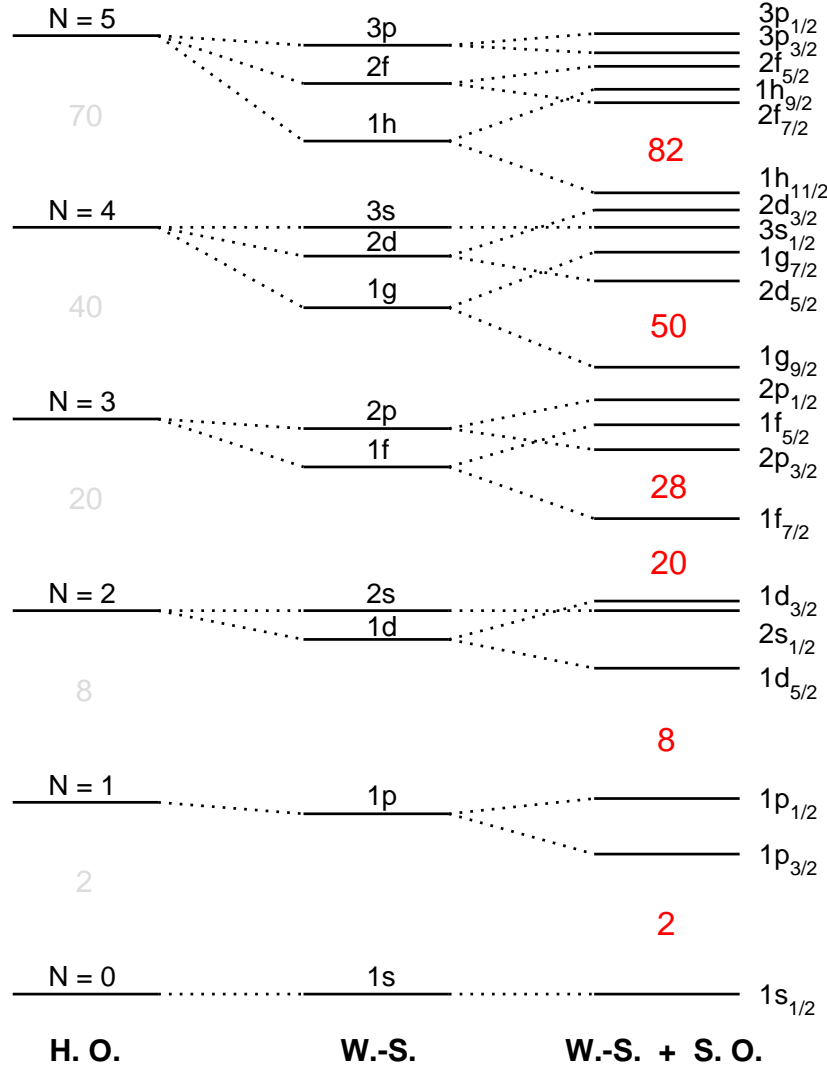 N = 5 3p 3p1/2
3p3/2
2f 2f5/2
1h9/2
70 2f7/2
1h 82
1h11/2
N = 4 3s 2d3/2
3s1/2
2d 1g7/2
1g 2d5/2
40 50
1g9/2
N = 3 2p 2p1/2
1f 1f5/2
2p3/2
20 28
1f7/2
20
N = 2 2s 1d3/2
1d 2s1/2
1d5/2
8
8
N = 1 1p 1p1/2
1p3/2
2
2
N = 0 1s 1s1/2
H. O. W.-S. W.-S. + S. O.